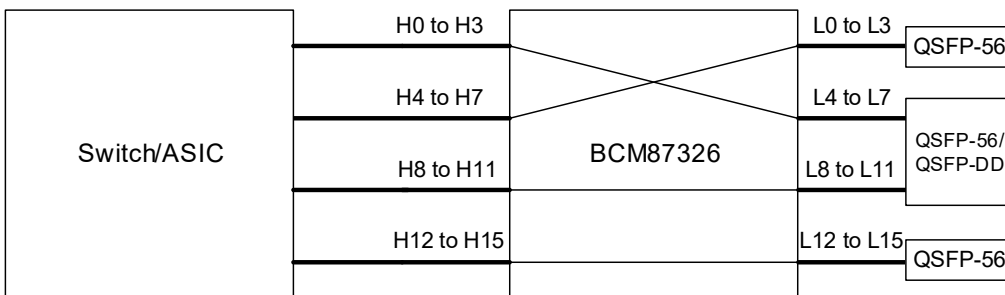 H0 to H3
L0 to L3
QSFP-56
H4 to H7
L4 to L7
Switch/ASIC
BCM87326
QSFP-56/
QSFP-DD
H8 to H11
L8 to L11
H12 to H15
L12 to L15
QSFP-56